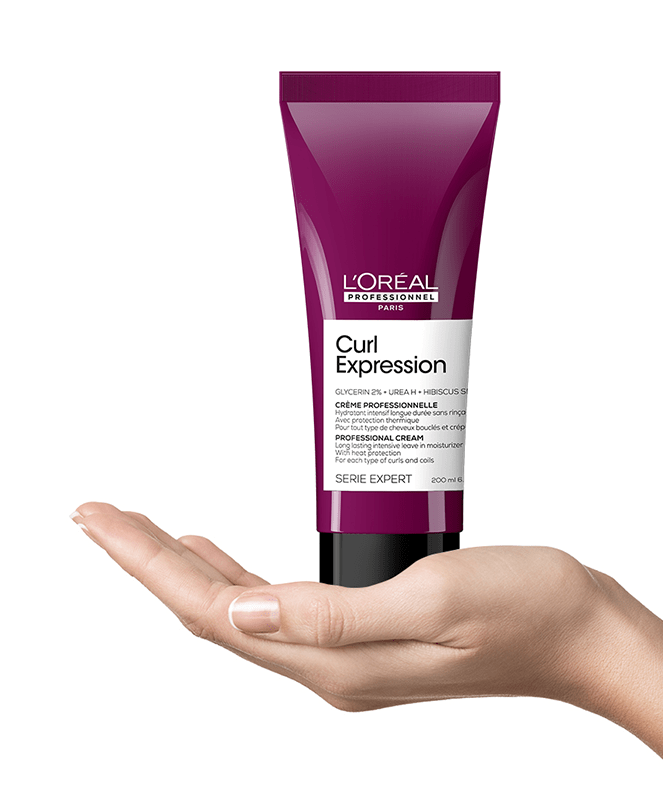 L'ORÉAL
PROFESSIONNEL
PARIS
Curl
Expression
GLYCERIN 2% + UREA H + HIBISCUS
CRÈME PROFESSIONNELLE
Hydratant intensif longue durée sans
Avec protection thermique
Pour tout type de cheveux bouclés et
PROFESSIONAL CREAM
Long lasting intensive leave in moisturizer
With heat protection
For each type of curls and coils
SERIE EXPERT
200 ml